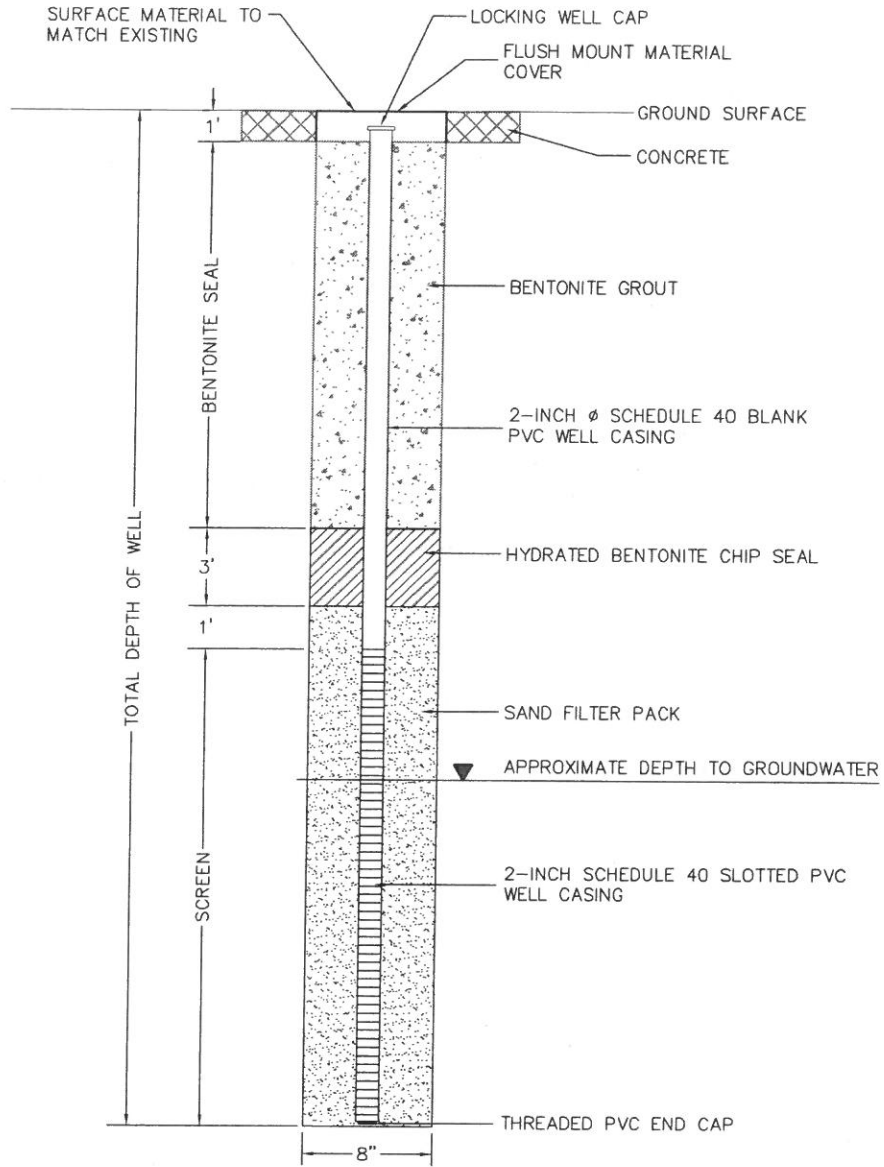 SURFACE MATERIAL TO
MATCH EXISTING
LOCKING WELL CAP
FLUSH MOUNT MATERIAL
COVER
GROUND SURFACE
1'
CONCRETE
BENTONITE SEAL
BENTONITE GROUT
2-INCH ø SCHEDULE 40 BLANK
PVC WELL CASING
TOTAL DEPTH OF WELL
3'
HYDRATED BENTONITE CHIP SEAL
1'
SAND FILTER PACK
APPROXIMATE DEPTH TO GROUNDWATER
SCREEN
2-INCH SCHEDULE 40 SLOTTED PVC
WELL CASING
THREADED PVC END CAP
8"